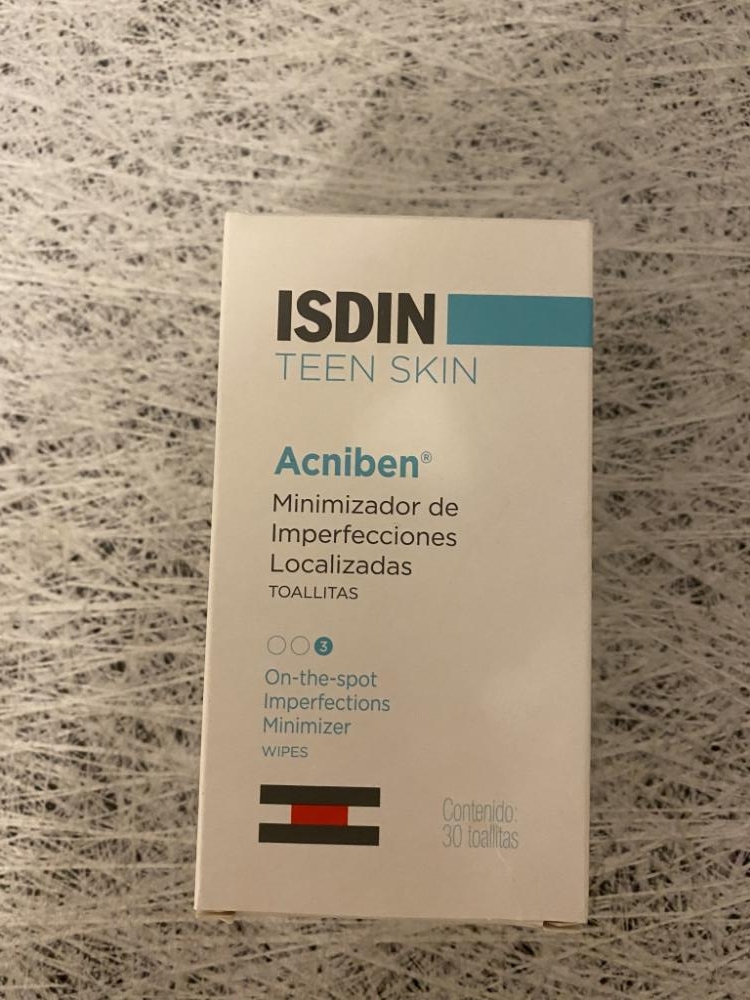 ISDIN
TEEN SKIN
Acniben®
Minimizador de
Imperfecciones
Localizadas
TOALLITAS
3
On-the-spot
Imperfections
Minimizer
WIPES
Contenido:
30 toallitas